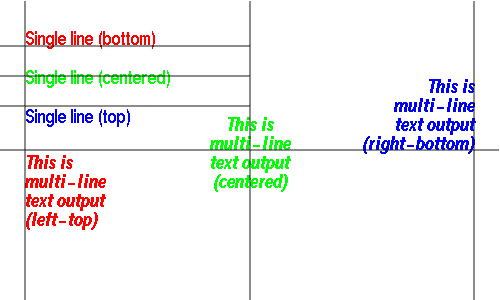 Single line (bottom)
Single line (centered)
Single line (top)
This is
multi-line
text output
(right-bottom)
This is
multi-line
text output
(centered)
This is
multi-line
text output
(left-top)